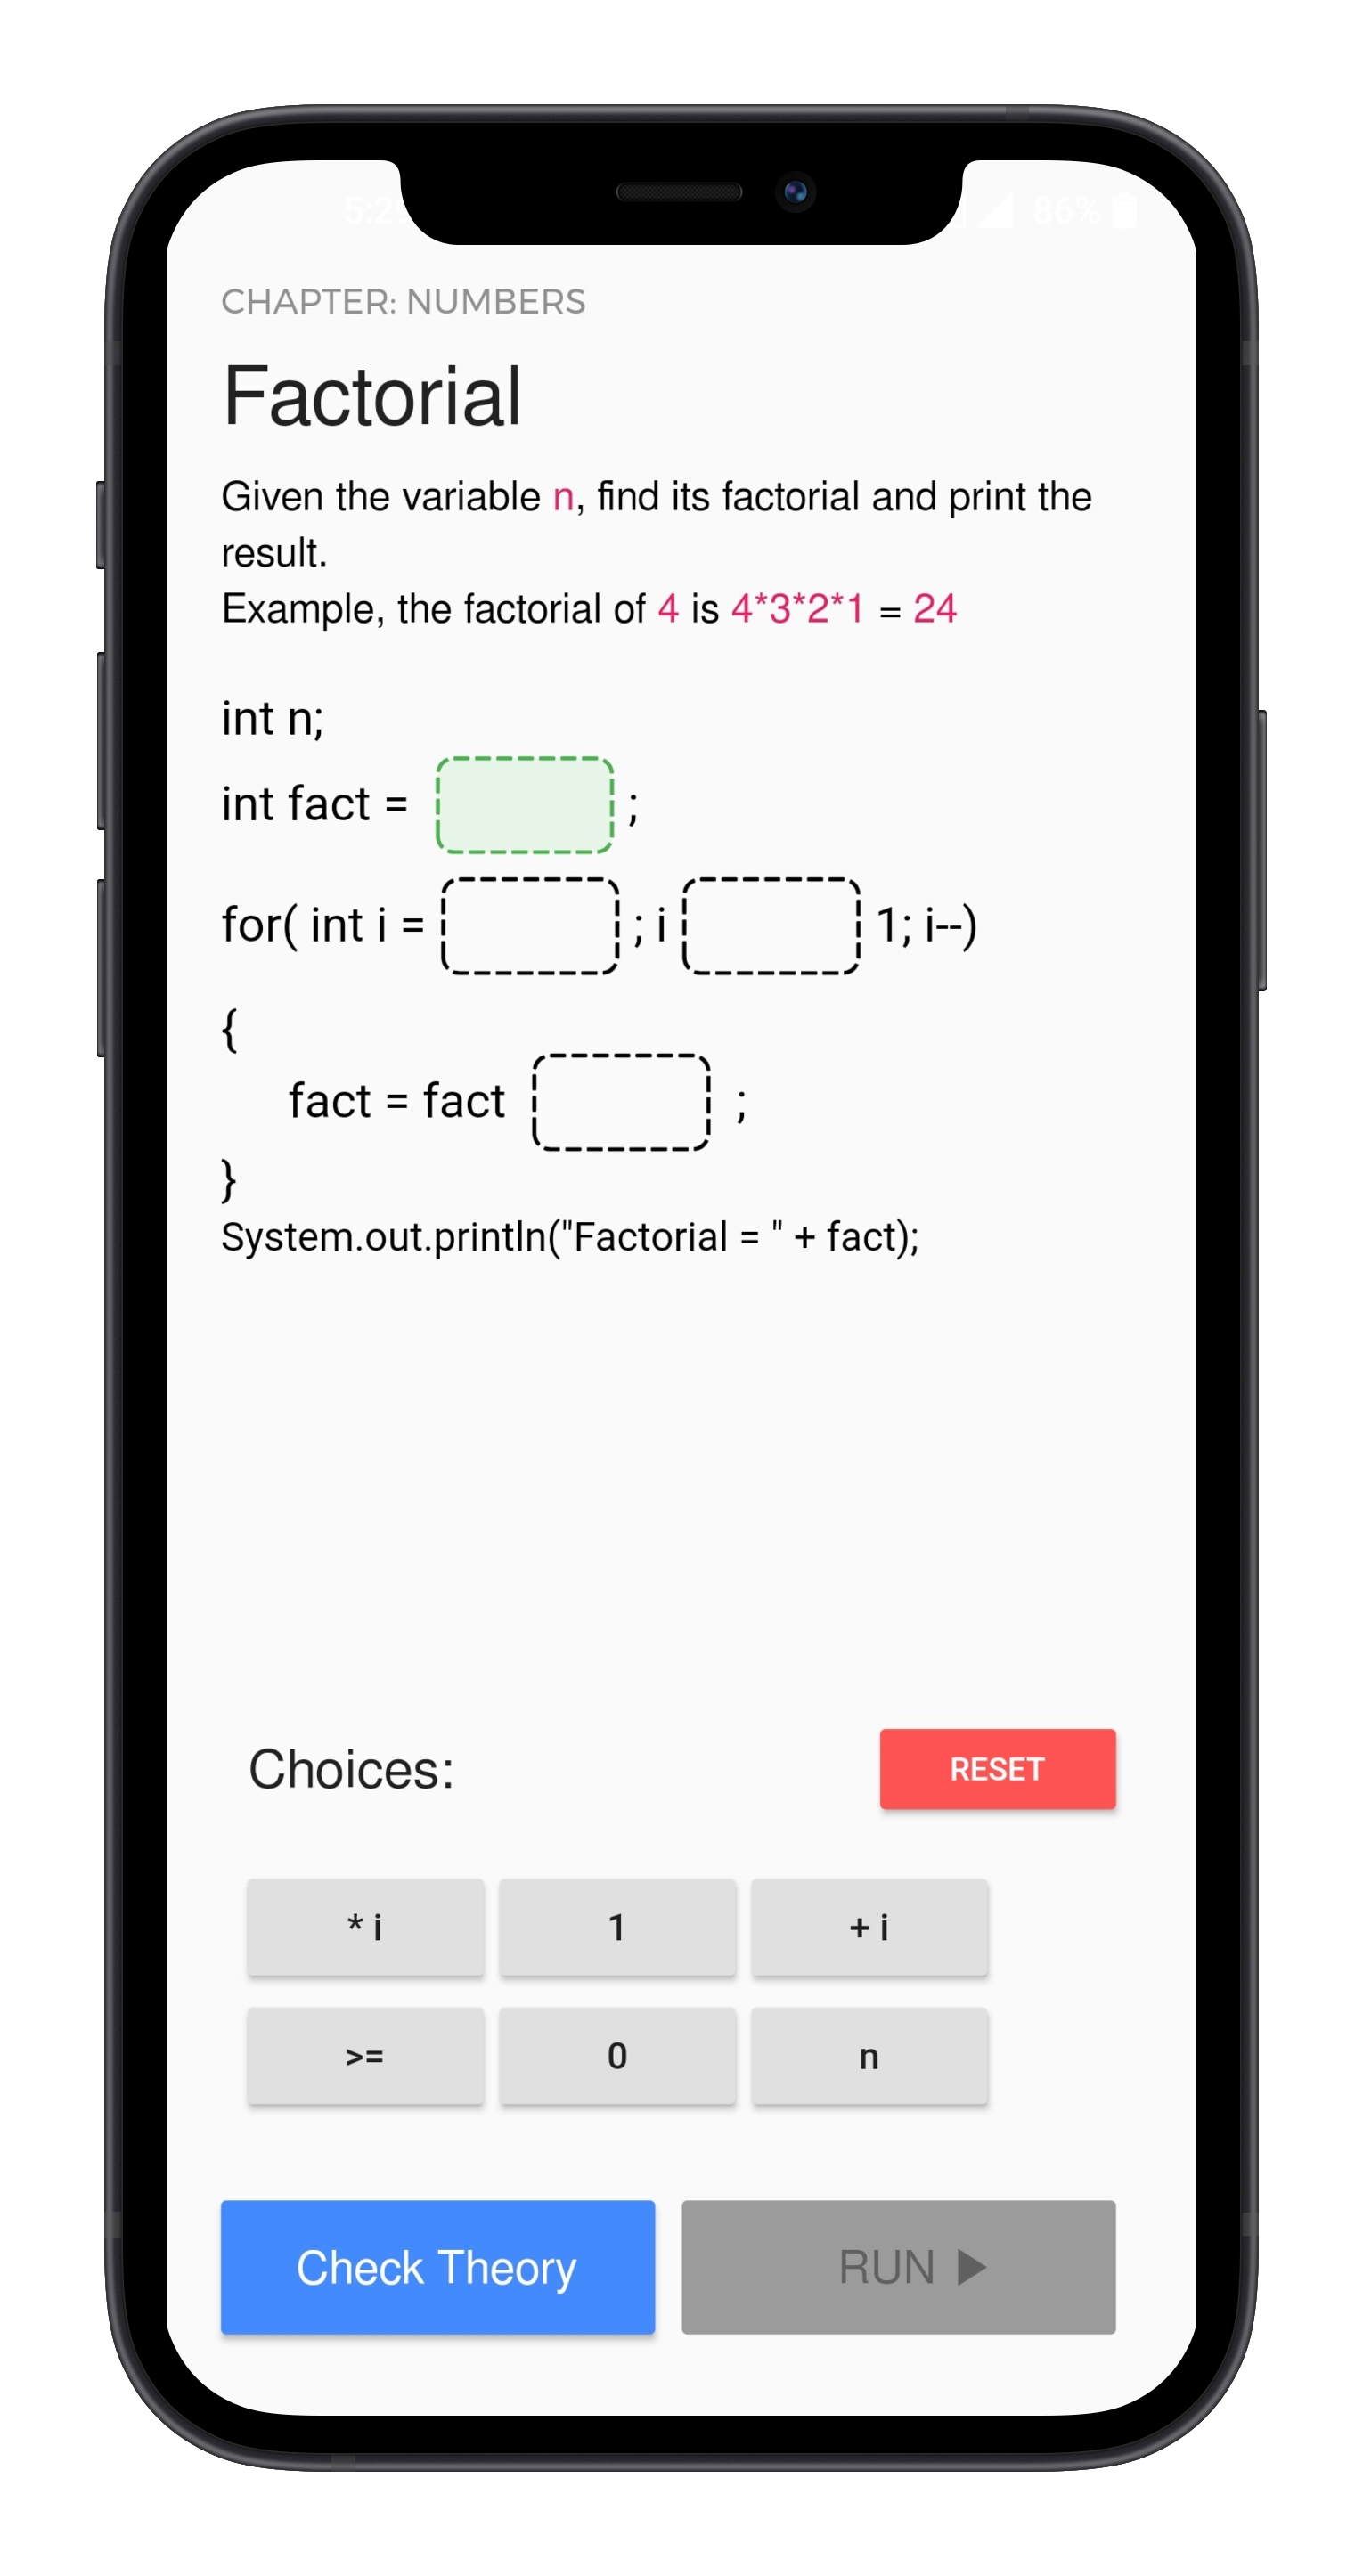 86%
CHAPTER: NUMBERS
Factorial
Given the variable n, find its factorial and print the
result.
Example, the factorial of 4 is 4*3*2*1 = 24
int n;
int fact = ;
for( int i = ; i 1; i--)
{
fact = fact ;
}
System.out.println("Factorial = " + fact);
Choices:
RESET
* i
1
+ i
>=
0
n
Check Theory
RUN